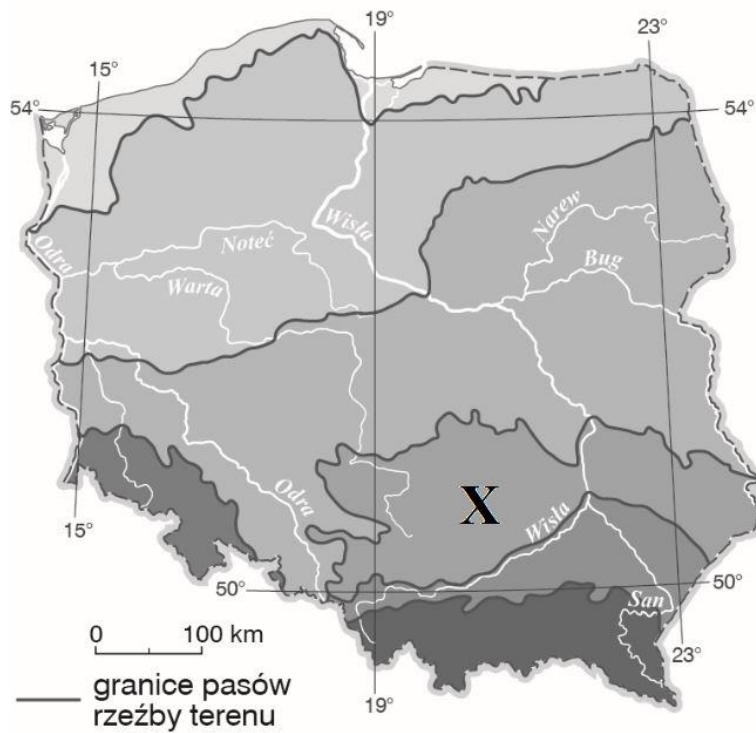 19°
23°
15°
54°
54°
Wisła
Narew
Odra
Noteć
Bug
Warta
X
Odra
Wisła
15°
50°
50°
San
0 100 km
23°
granice pasów
rzeźby terenu
19°